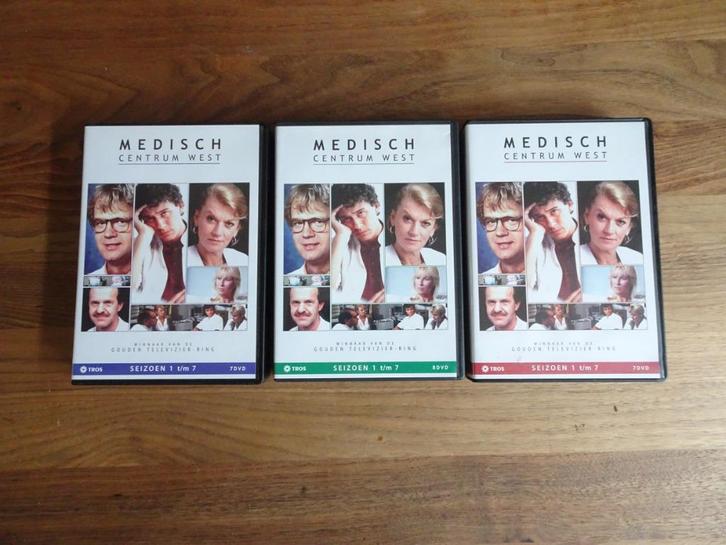 MEDISCH
CENTRUM WEST
WINNAAR VAN DE
GOUDEN TELEVIZIER-RING
TROS
SEIZOEN 1 t/m 7
7DVD
MEDISCH
CENTRUM WEST
WINNAAR VAN DE
GOUDEN TELEVIZIER-RING
TROS
SEIZOEN 1 t/m 7
8DVD
MEDISCH
CENTRUM WEST
WINNAAR VAN DE
GOUDEN TELEVIZIER-RING
TROS
SEIZOEN 1 t/m 7
7DVD